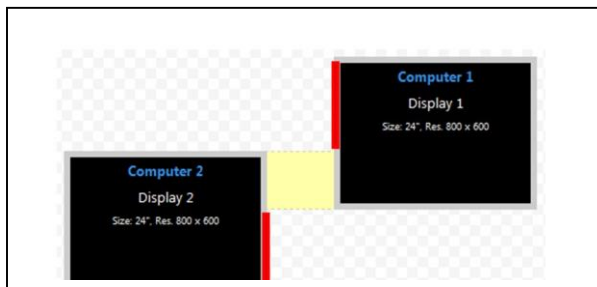 Computer 1
Display 1
Size: 24", Res. 800 x 600
Computer 2
Display 2
Size: 24", Res. 800 x 600